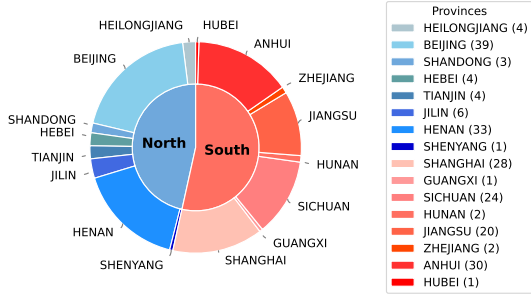 HEILONGJIANG
HUBEI
BEIJING
ANHUI
ZHEJIANG
JIANGSU
SHANDONG
HEBEI
TIANJIN
JILIN
North
South
HUNAN
SICHUAN
HENAN
GUANGXI
SHENYANG
SHANGHAI
Provinces
HEILONGJIANG (4)
BEIJING (39)
SHANDONG (3)
HEBEI (4)
TIANJIN (4)
JILIN (6)
HENAN (33)
SHENYANG (1)
SHANGHAI (28)
GUANGXI (1)
SICHUAN (24)
HUNAN (2)
JIANGSU (20)
ZHEJIANG (2)
ANHUI (30)
HUBEI (1)